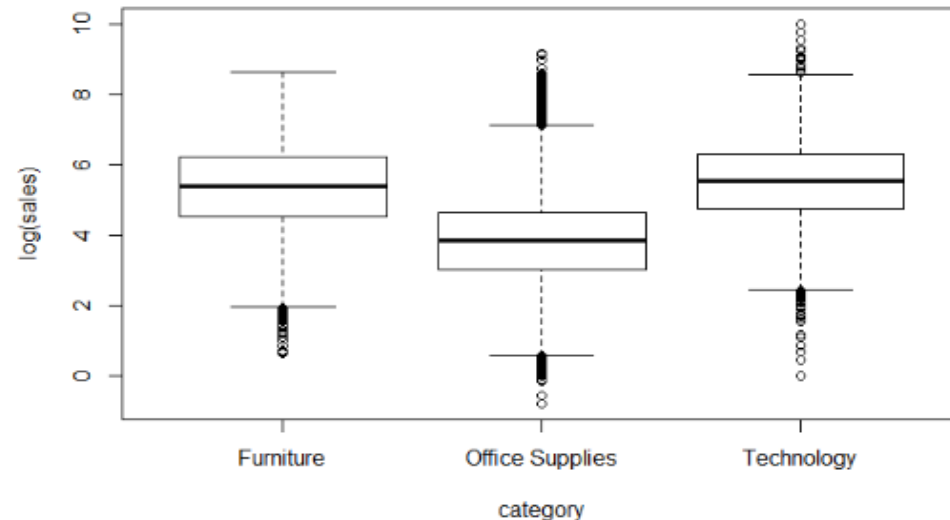 10
8
6
4
2
0
log(sales)
Furniture
Office Supplies
Technology
category